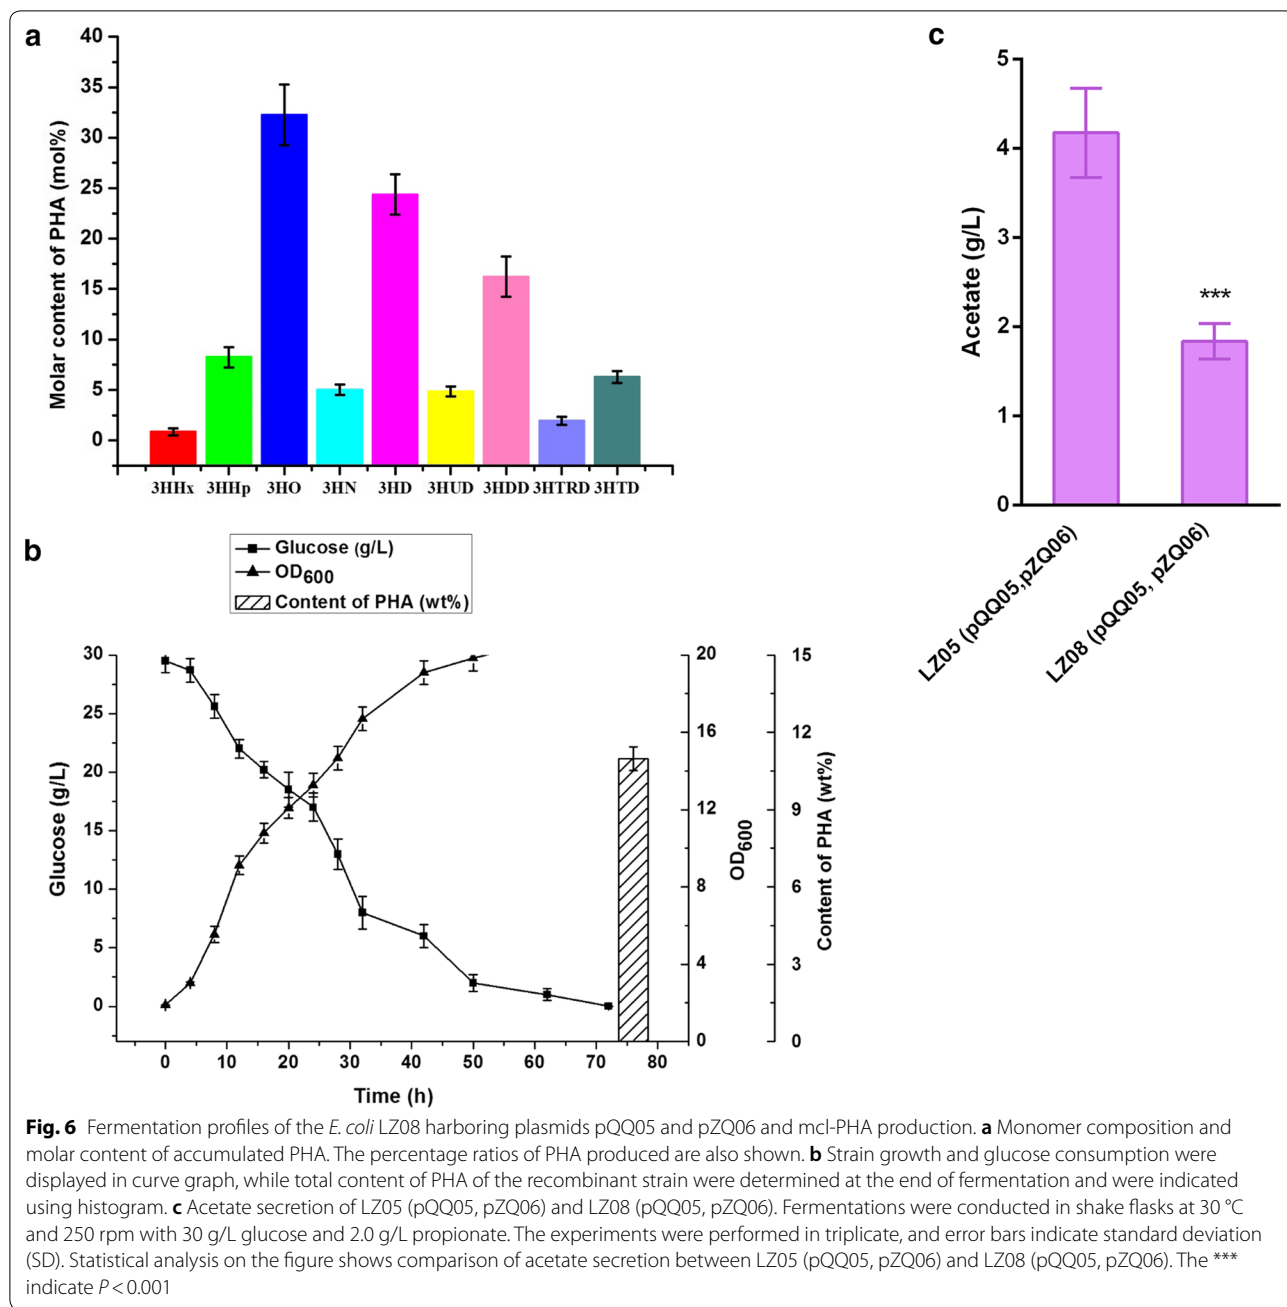 a
40
35
30
25
20
15
10
5
0
Molar content of PHA (mol%)
3HHx 3HHp 3HO 3HN 3HD 3HUD 3HDD 3HTRD 3HTD
c
5
4
3
2
1
0
Acetate (g/L)
***
LZ05 (pQQ05,pZQ06)
LZ08 (pQQ05, pZQ06)
b
Glucose (g/L)
OD600
Content of PHA (wt%)
30
25
20
15
10
5
0
Glucose (g/L)
0 10 20 30 40 50 60 70 80
Time (h)
20
16
12
8
4
0
OD600
15
12
9
6
3
0
Content of PHA (wt%)
Fig. 6 Fermentation profiles of the E. coli LZ08 harboring plasmids pQQ05 and pZQ06 and mcl-PHA production. a Monomer composition and
molar content of accumulated PHA. The percentage ratios of PHA produced are also shown. b Strain growth and glucose consumption were
displayed in curve graph, while total content of PHA of the recombinant strain were determined at the end of fermentation and were indicated
using histogram. c Acetate secretion of LZ05 (pQQ05, pZQ06) and LZ08 (pQQ05, pZQ06). Fermentations were conducted in shake flasks at 30 °C
and 250 rpm with 30 g/L glucose and 2.0 g/L propionate. The experiments were performed in triplicate, and error bars indicate standard deviation
(SD). Statistical analysis on the figure shows comparison of acetate secretion between LZ05 (pQQ05, pZQ06) and LZ08 (pQQ05, pZQ06). The ***
indicate P < 0.001